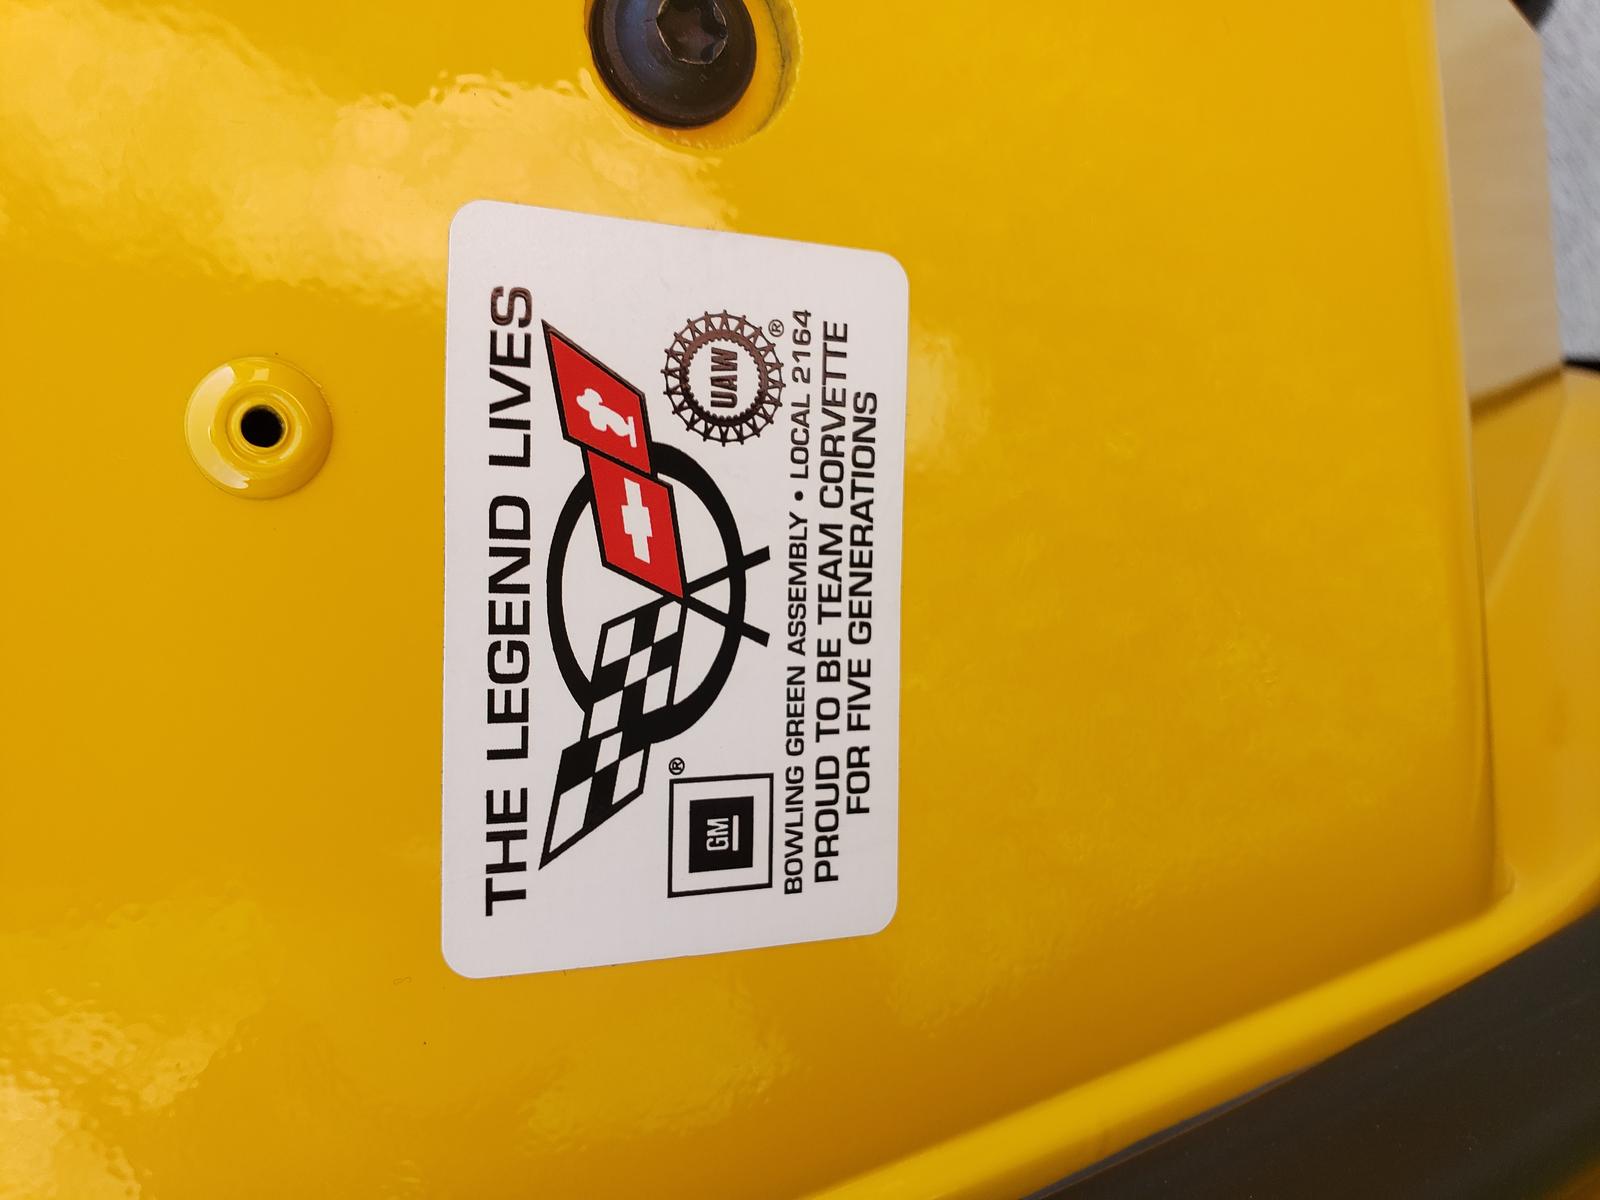 THE LEGEND LIVES
GM ®
UAW ®
BOWLING GREEN ASSEMBLY • LOCAL 2164
PROUD TO BE TEAM CORVETTE
FOR FIVE GENERATIONS